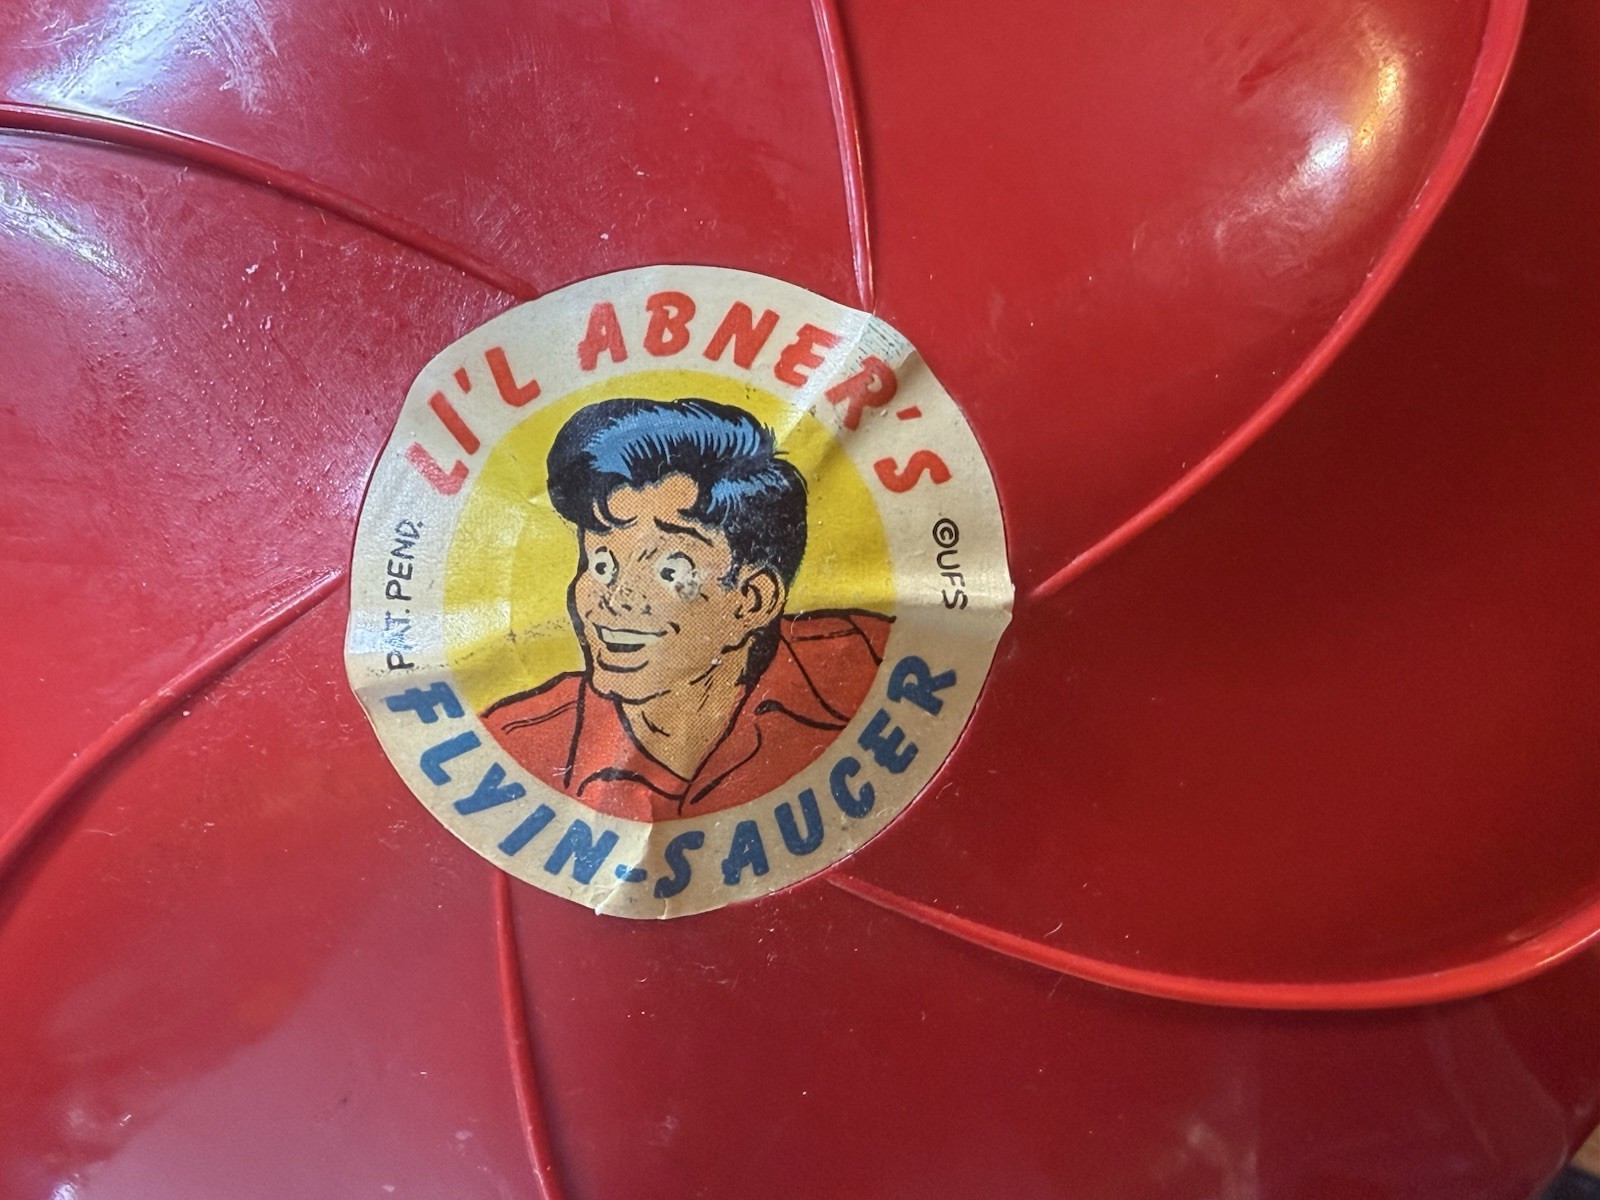 LI'L ABNER'S
©UFS
PAT. PEND.
FLYIN-SAUCER